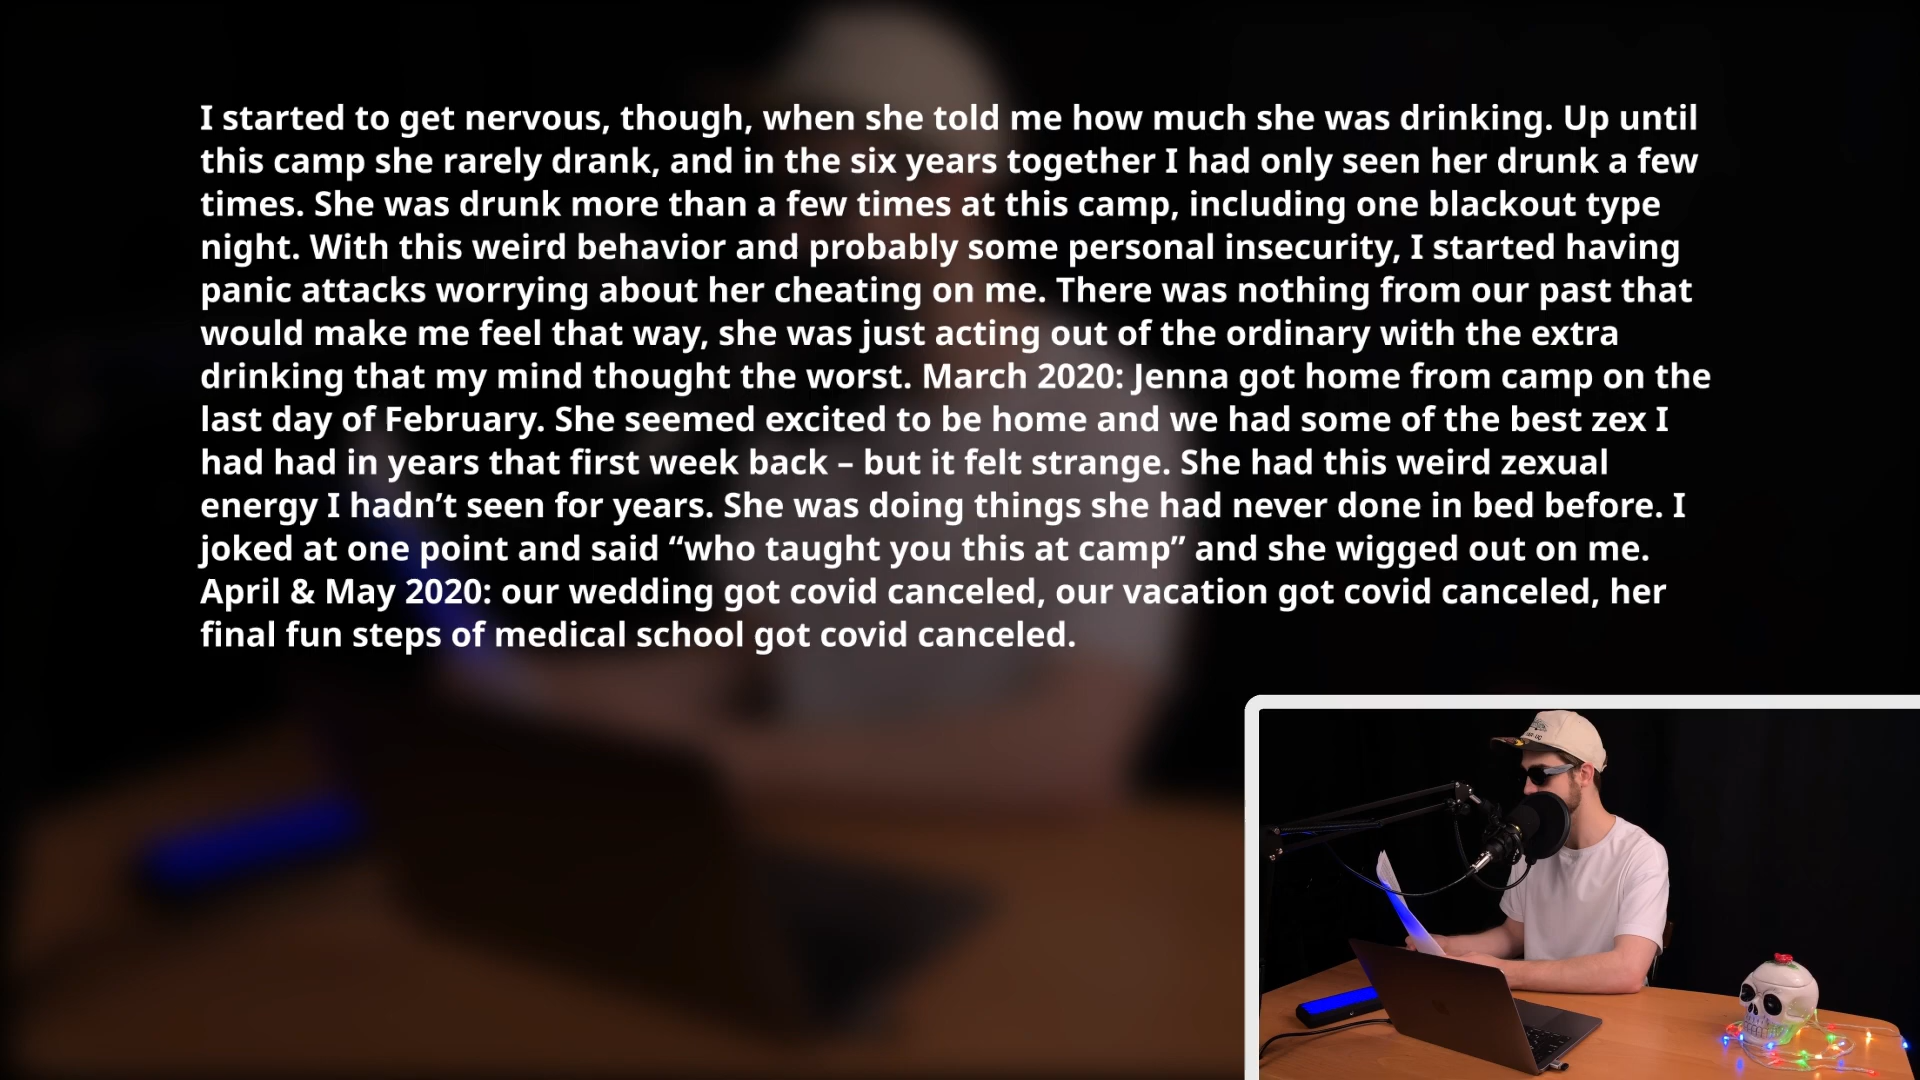 I started to get nervous, though, when she told me how much she was drinking. Up until
this camp she rarely drank, and in the six years together I had only seen her drunk a few
times. She was drunk more than a few times at this camp, including one blackout type
night. With this weird behavior and probably some personal insecurity, I started having
panic attacks worrying about her cheating on me. There was nothing from our past that
would make me feel that way, she was just acting out of the ordinary with the extra
drinking that my mind thought the worst. March 2020: Jenna got home from camp on the
last day of February. She seemed excited to be home and we had some of the best zex I
had had in years that first week back – but it felt strange. She had this weird zexual
energy I hadn’t seen for years. She was doing things she had never done in bed before. I
joked at one point and said “who taught you this at camp” and she wigged out on me.
April & May 2020: our wedding got covid canceled, our vacation got covid canceled, her
final fun steps of medical school got covid canceled.